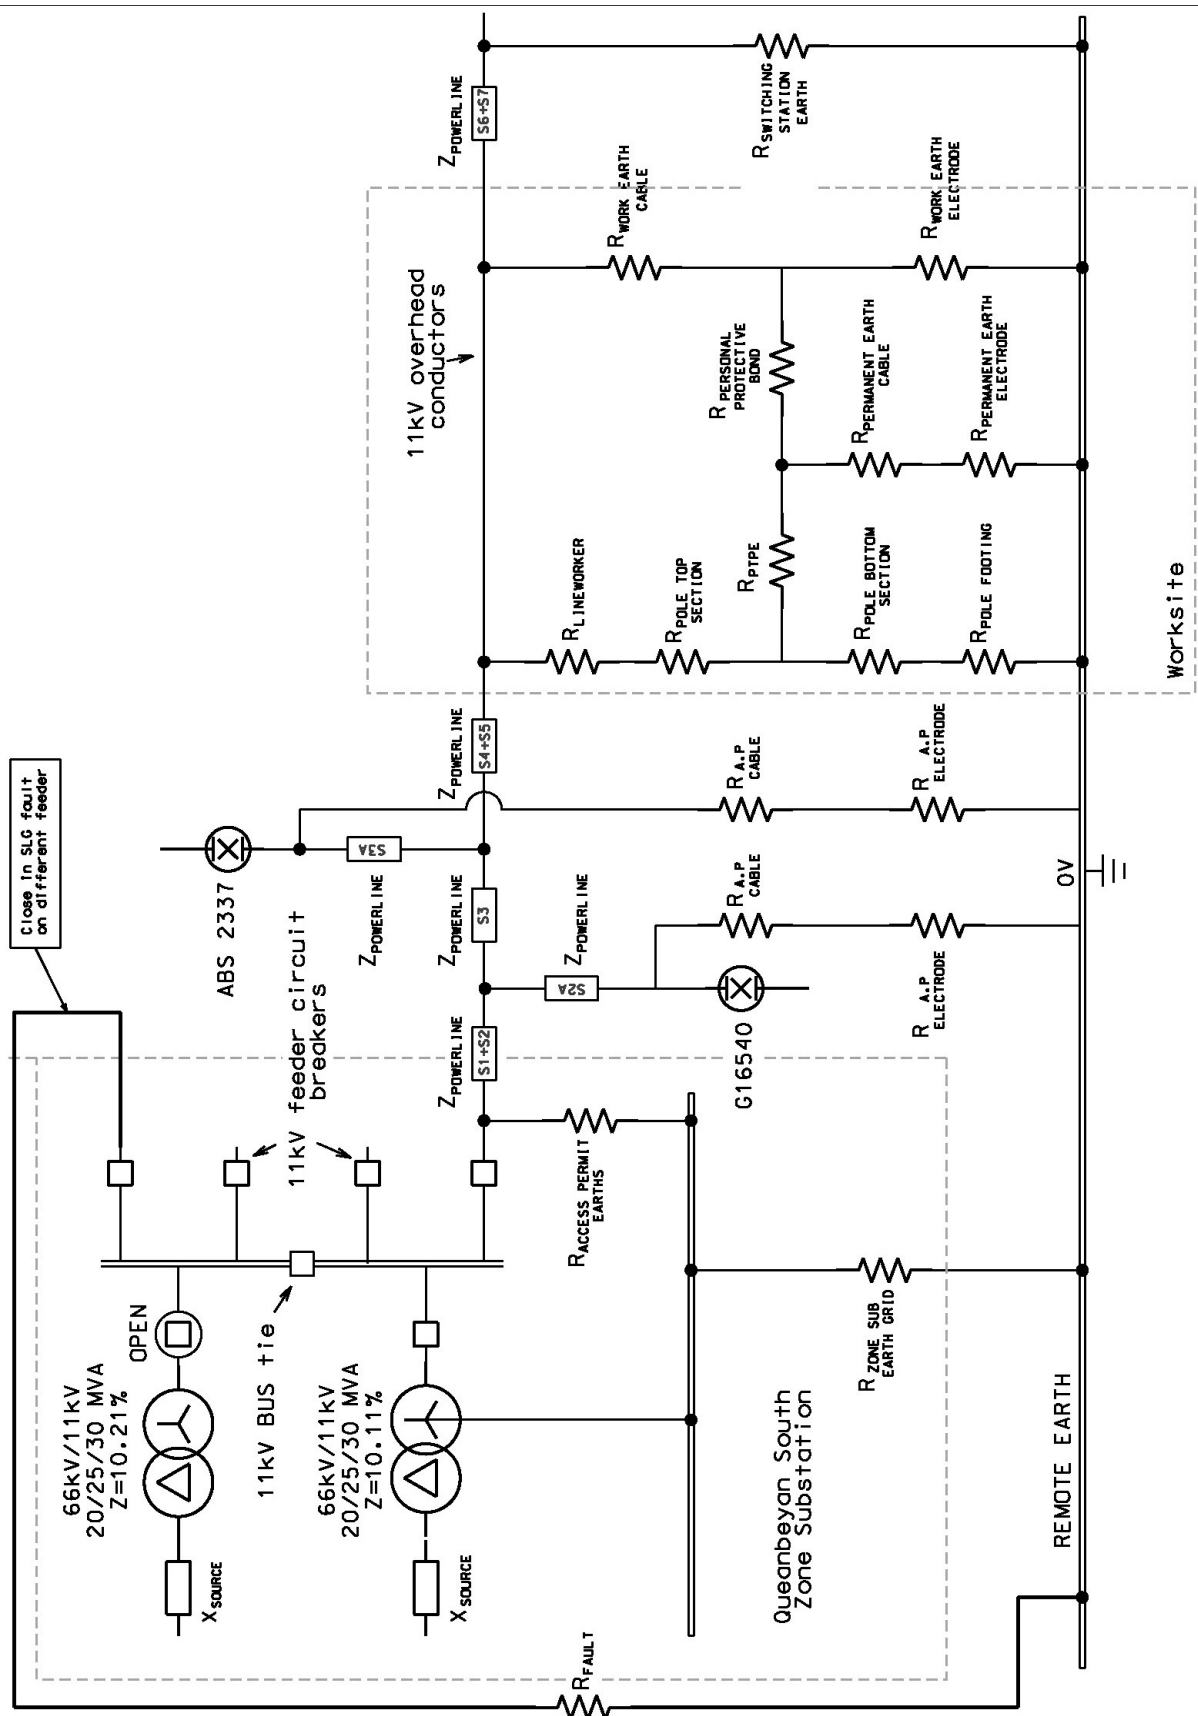 Close in SLG fault
on different feeder
66kV/11kV
20/25/30 MVA
Z=10.21%
OPEN
X SOURCE
ABS 2337
11kV BUS tie
11kV feeder circuit
breakers
66kV/11kV
20/25/30 MVA
Z=10.11%
X SOURCE
Z POWERLINE
S3A
11kV overhead
conductors
Z POWERLINE
S1+S2
Z POWERLINE
S3
Z POWERLINE
S4+S5
Z POWERLINE
S6+S7
R FAULT
R ACCESS PERMIT
EARTHS
Z POWERLINE
S2A
R LINEWORKER
R WORK EARTH
CABLE
R POLE TOP
SECTION
R PERSONAL
PROTECTIVE
BOND
R PTPE
R SWITCHING
STATION
EARTH
G16540
R A.P
CABLE
R A.P
CABLE
Queanbeyan South
Zone Substation
R ZONE SUB
EARTH GRID
R POLE BOTTOM
SECTION
R PERMANENT EARTH
CABLE
R A.P
ELECTRODE
R A.P
ELECTRODE
R POLE FOOTING
R PERMANENT EARTH
ELECTRODE
R WORK EARTH
ELECTRODE
REMOTE EARTH
0V
Worksite